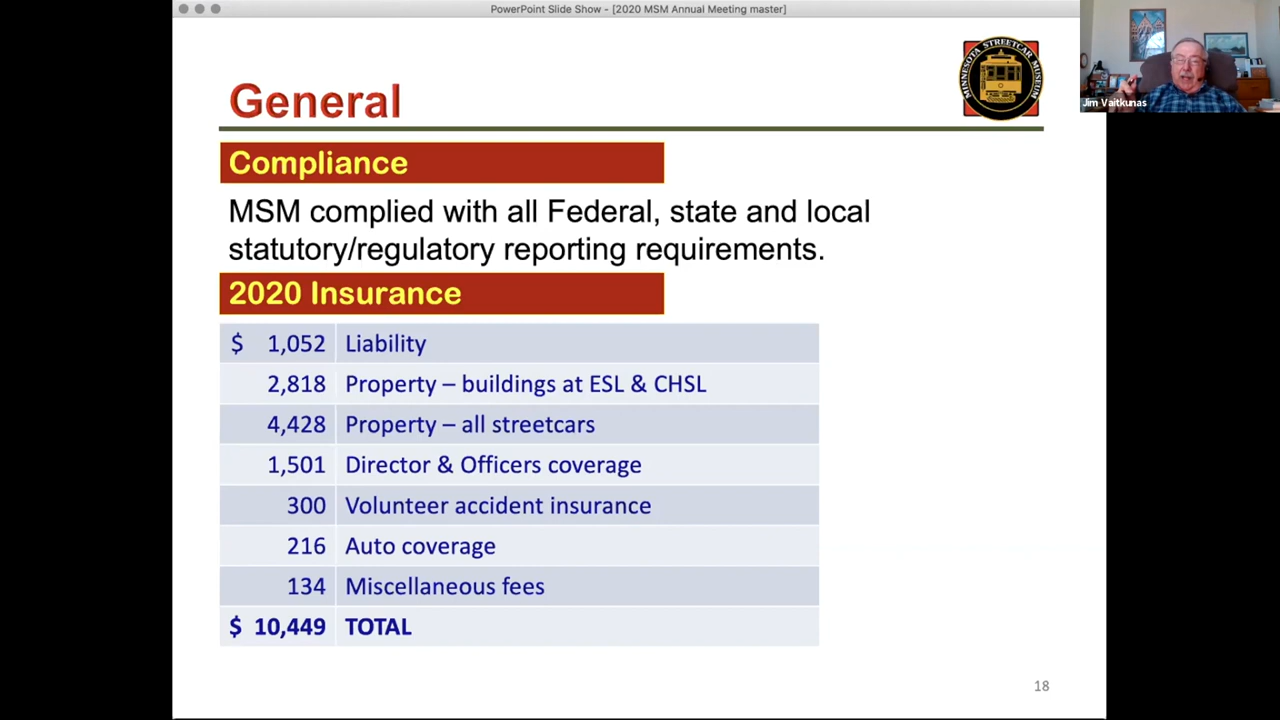 PowerPoint Slide Show - [2020 MSM Annual Meeting master]
MINNESOTA STREETCAR MUSEUM
Jim Vaitkunas
General
Compliance
MSM complied with all Federal, state and local
statutory/regulatory reporting requirements.
2020 Insurance
$ 1,052 Liability
2,818 Property – buildings at ESL & CHSL
4,428 Property – all streetcars
1,501 Director & Officers coverage
300 Volunteer accident insurance
216 Auto coverage
134 Miscellaneous fees
$ 10,449 TOTAL
18